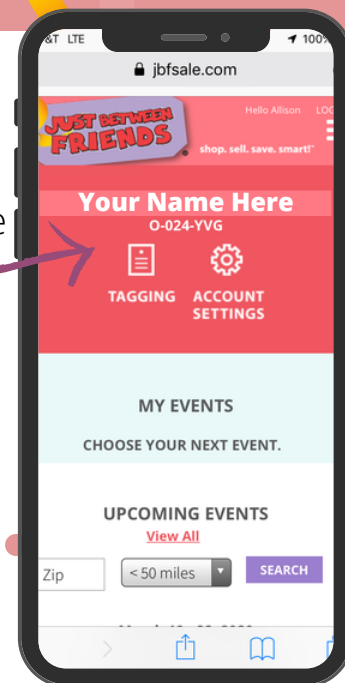 &T LTE
100%
jbfsale.com
Hello Allison LOG
JUST BETWEEN
FRIENDS
shop. sell. save. smart!
Your Name Here
O-024-YVG
e
TAGGING
ACCOUNT
SETTINGS
MY EVENTS
CHOOSE YOUR NEXT EVENT.
UPCOMING EVENTS
View All
Zip
< 50 miles
SEARCH